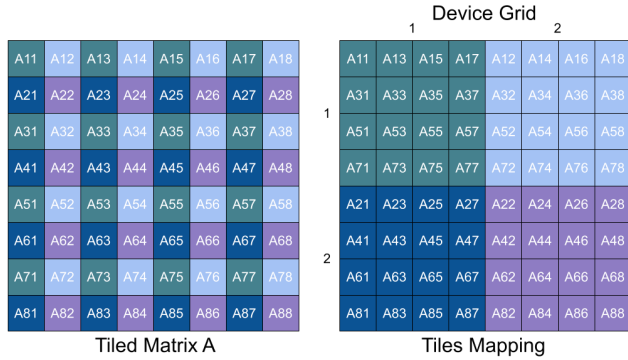 Device Grid
1 2
A11 A12 A13 A14 A15 A16 A17 A18
A21 A22 A23 A24 A25 A26 A27 A28
A31 A32 A33 A34 A35 A36 A37 A38
A41 A42 A43 A44 A45 A46 A47 A48
A51 A52 A53 A54 A55 A56 A57 A58
A61 A62 A63 A64 A65 A66 A67 A68
A71 A72 A73 A74 A75 A76 A77 A78
A81 A82 A83 A84 A85 A86 A87 A88
Tiled Matrix A
A11 A13 A15 A17 A12 A14 A16 A18
A31 A33 A35 A37 A32 A34 A36 A38
1
A51 A53 A55 A57 A52 A54 A56 A58
A71 A73 A75 A77 A72 A74 A76 A78
A21 A23 A25 A27 A22 A24 A26 A28
A41 A43 A45 A47 A42 A44 A46 A48
2
A61 A63 A65 A67 A62 A64 A66 A68
A81 A83 A85 A87 A82 A84 A86 A88
Tiles Mapping